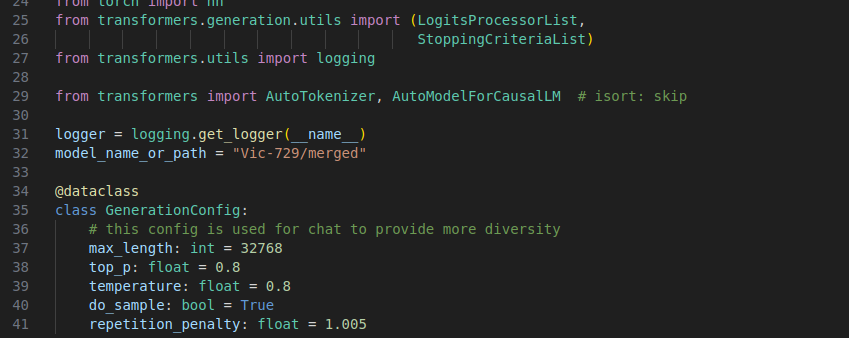 24 from torch import nn
25 from transformers.generation.utils import (LogitsProcessorList,
26 StoppingCriteriaList)
27 from transformers.utils import logging
28
29 from transformers import AutoTokenizer, AutoModelForCausalLM  # isort: skip
30
31 logger = logging.get_logger(__name__)
32 model_name_or_path = "Vic-729/merged"
33
34 @dataclass
35 class GenerationConfig:
36     # this config is used for chat to provide more diversity
37     max_length: int = 32768
38     top_p: float = 0.8
39     temperature: float = 0.8
40     do_sample: bool = True
41     repetition_penalty: float = 1.005